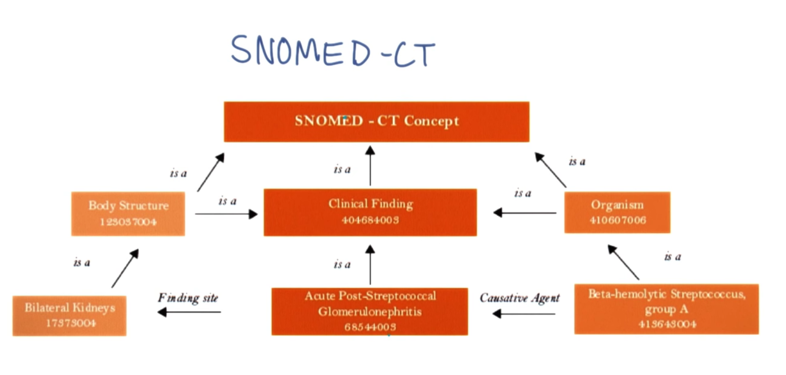 SNOMED-CT
SNOMED - CT Concept
is a
is a
is a
Body Structure
123037004
is a
Clinical Finding
404684003
is a
Organism
410607006
is a
is a
is a
Bilateral Kidneys
17373004
Finding site
Acute Post-Streptococcal
Glomerulonephritis
68544003
Causative Agent
Beta-hemolytic Streptococcus,
group A
413643004